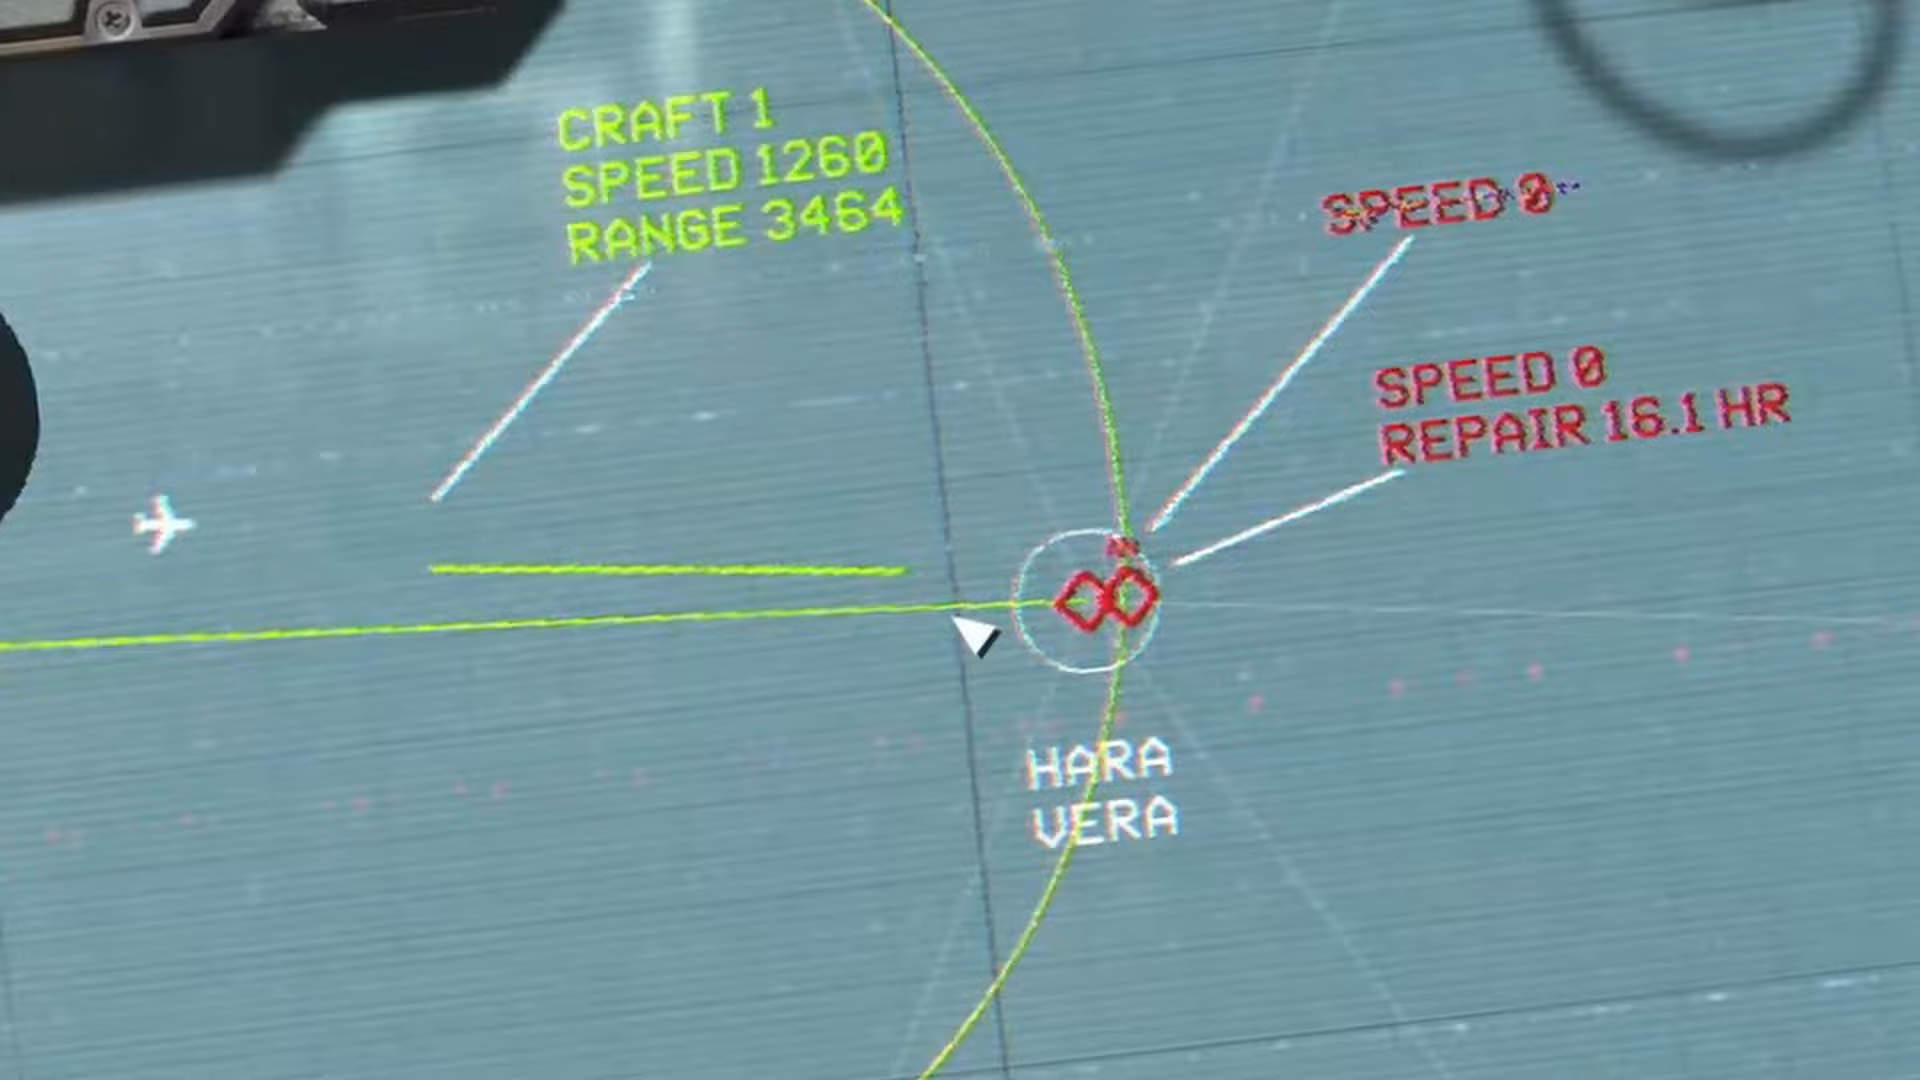 CRAFT 1
SPEED 1260
RANGE 3464
SPEED 0
SPEED 0
REPAIR 16.1 HR
HARA
VERA